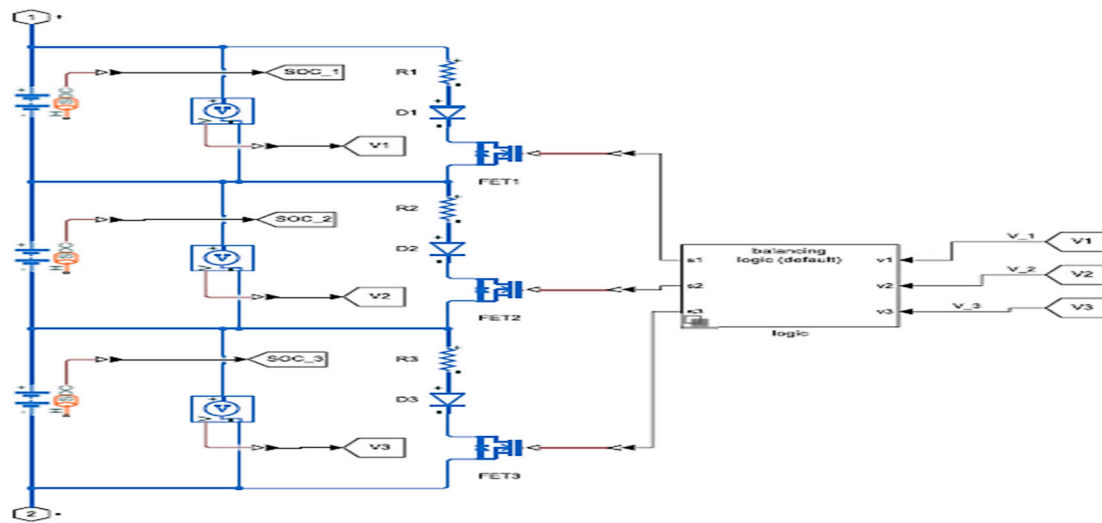 1
SOC_1
R1
D1
V1
FET1
SOC_2
R2
D2
V2
FET2
SOC_3
R3
D3
V3
FET3
2
balancing
logic (default)
s1
s2
s3
v1
v2
v3
logic
V_1
V1
V_2
V2
V_3
V3